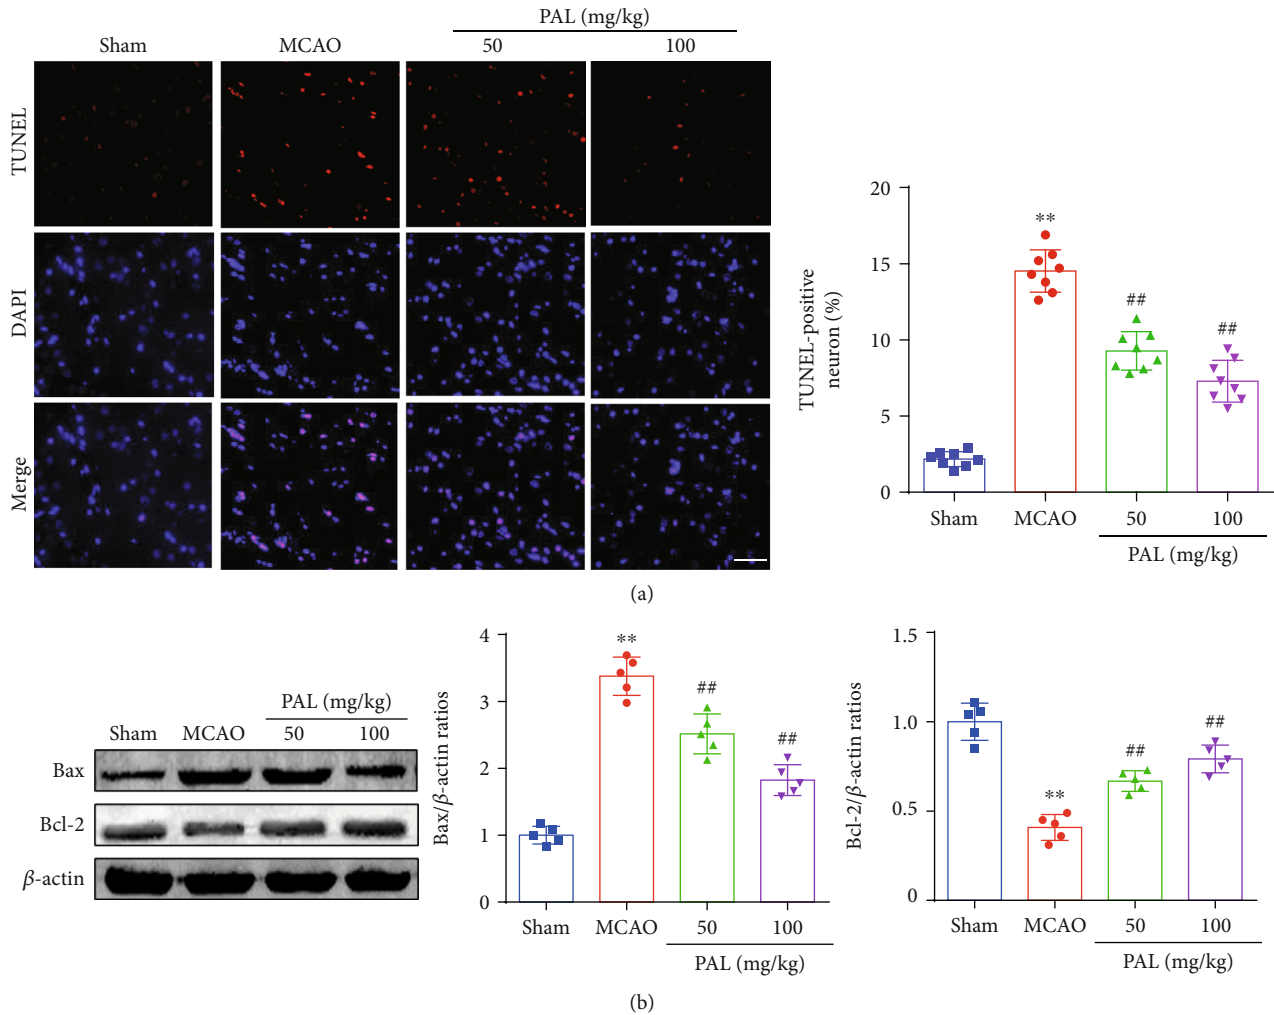 PAL (mg/kg)
Sham MCAO 50 100
TUNEL
DAPI
Merge
TUNEL-positive
neuron (%)
20
15
10
5
0
**
##
##
Sham MCAO 50 100
PAL (mg/kg)
(a)
PAL (mg/kg)
Sham MCAO 50 100
Bax
Bcl-2
β-actin
Bax/β-actin ratios
4
3
2
1
0
**
##
##
Sham MCAO 50 100
PAL (mg/kg)
Bcl-2/β-actin ratios
1.5
1.0
0.5
0
**
##
##
Sham MCAO 50 100
PAL (mg/kg)
(b)